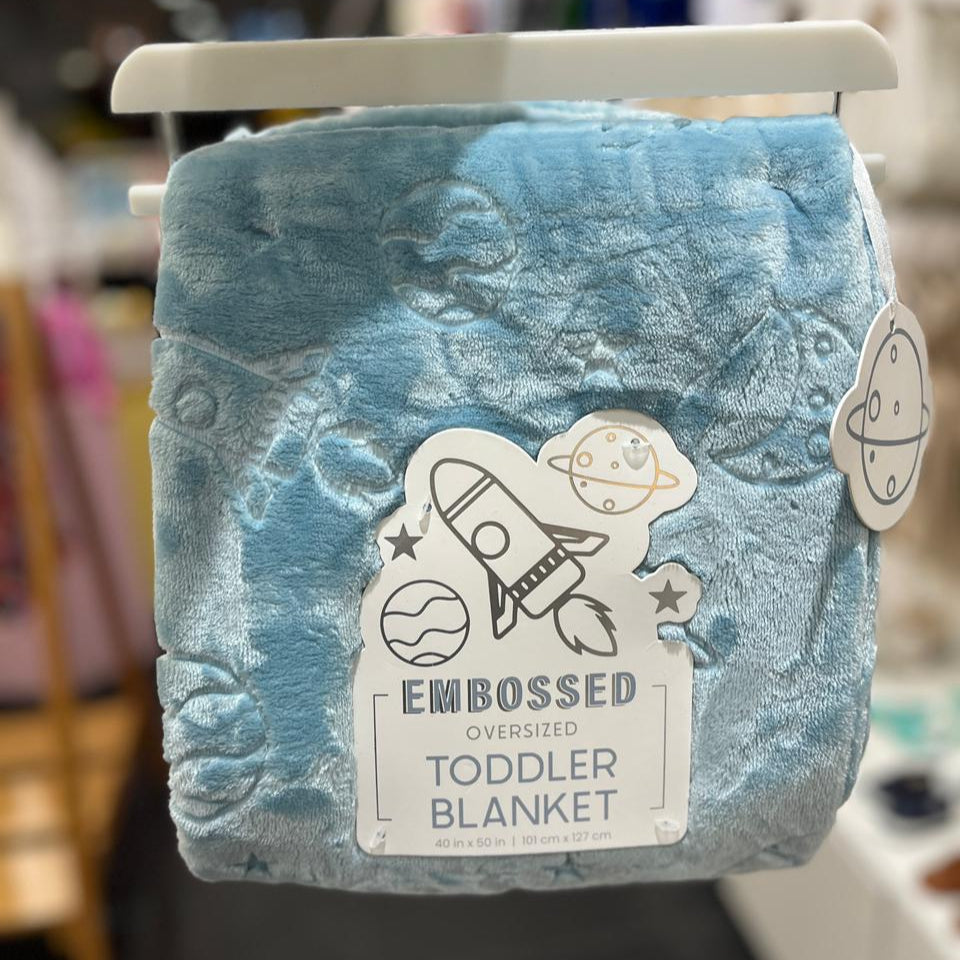 EMBOSSED
OVERSIZED
TODDLER
BLANKET
40 in x 50 in | 101 cm x 127 cm